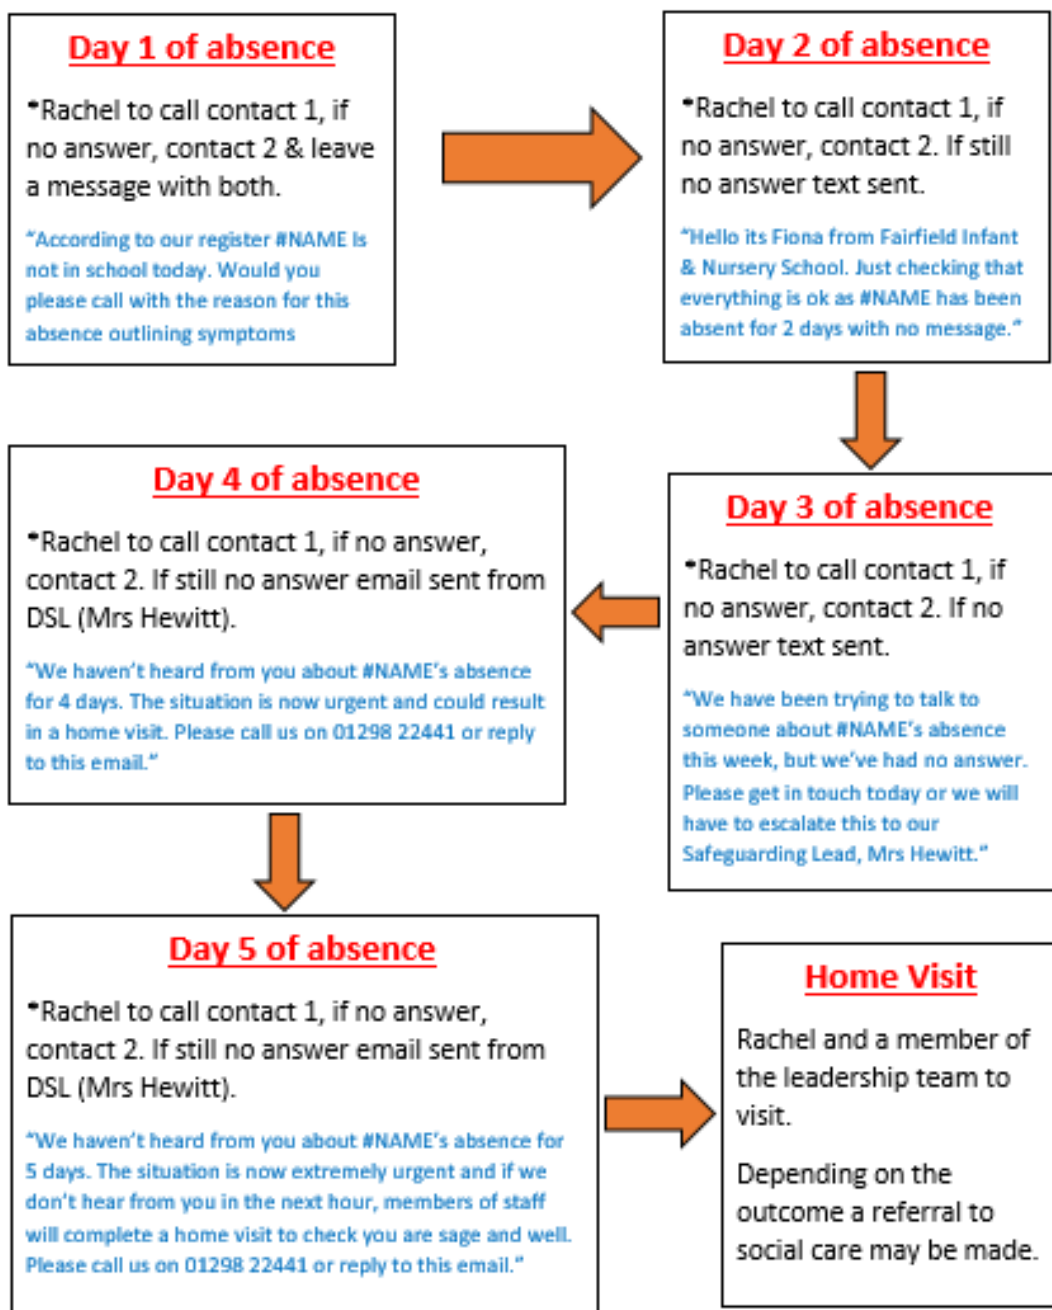 Day 1 of absence
*Rachel to call contact 1, if
no answer, contact 2 & leave
a message with both.
"According to our register #NAME Is
not in school today. Would you
please call with the reason for this
absence outlining symptoms
Day 2 of absence
*Rachel to call contact 1, if
no answer, contact 2. If still
no answer text sent.
"Hello its Fiona from Fairfield Infant
& Nursery School. Just checking that
everything is ok as #NAME has been
absent for 2 days with no message."
Day 3 of absence
*Rachel to call contact 1, if
no answer, contact 2. If no
answer text sent.
"We have been trying to talk to
someone about #NAME's absence
this week, but we've had no answer.
Please get in touch today or we will
have to escalate this to our
Safeguarding Lead, Mrs Hewitt."
Day 4 of absence
*Rachel to call contact 1, if no answer,
contact 2. If still no answer email sent from
DSL (Mrs Hewitt).
"We haven't heard from you about #NAME's absence
for 4 days. The situation is now urgent and could result
in a home visit. Please call us on 01298 22441 or reply
to this email."
Day 5 of absence
*Rachel to call contact 1, if no answer,
contact 2. If still no answer email sent from
DSL (Mrs Hewitt).
"We haven't heard from you about #NAME's absence for
5 days. The situation is now extremely urgent and if we
don't hear from you in the next hour, members of staff
will complete a home visit to check you are sage and well.
Please call us on 01298 22441 or reply to this email."
Home Visit
Rachel and a member of
the leadership team to
visit.
Depending on the
outcome a referral to
social care may be made.